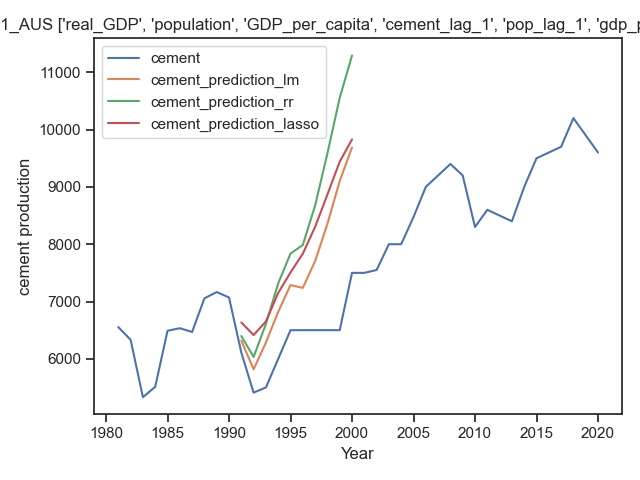 1_AUS ['real_GDP', 'population', 'GDP_per_capita', 'cement_lag_1', 'pop_lag_1', 'gdp_p
cement
cement_prediction_lm
cement_prediction_rr
cement_prediction_lasso
11000
10000
9000
8000
7000
6000
cement production
1980 1985 1990 1995 2000 2005 2010 2015 2020
Year